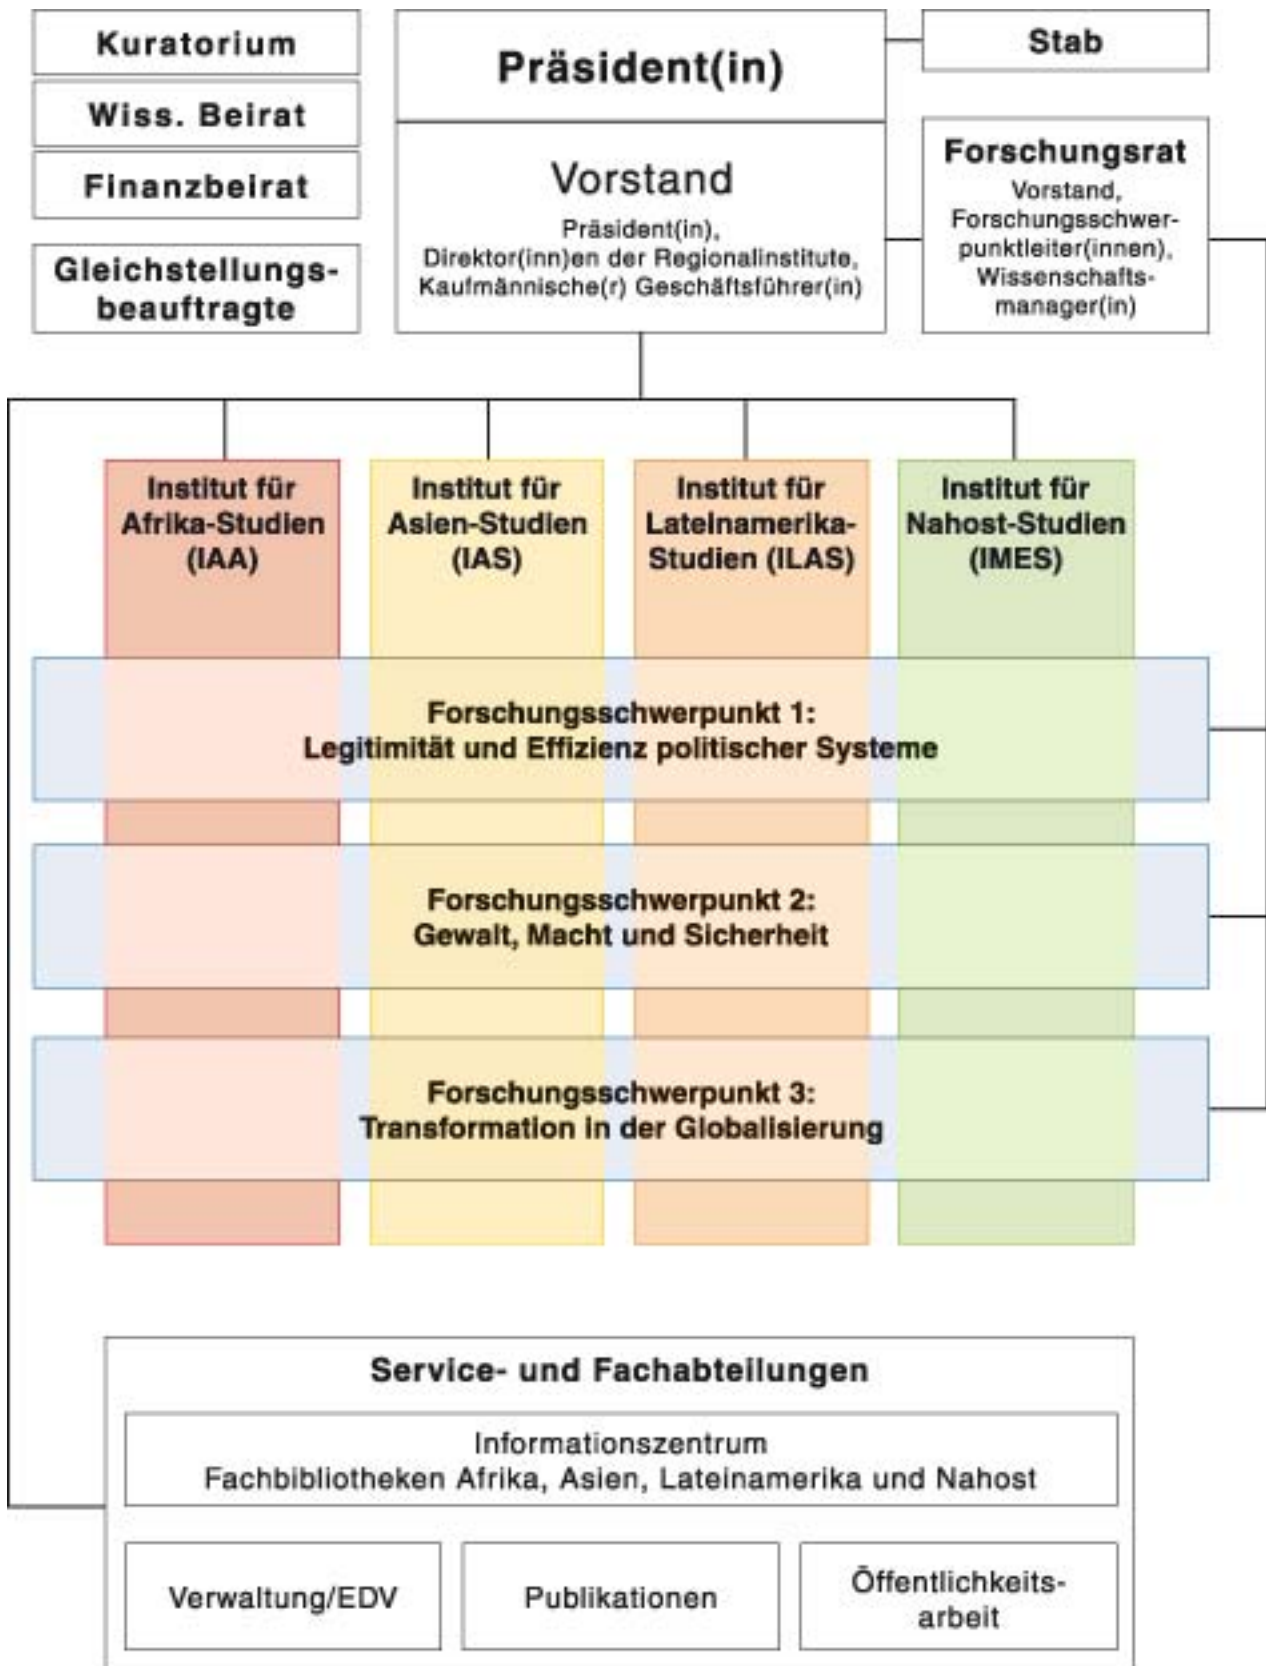 Kuratorium
Wiss. Beirat
Finanzbeirat
Gleichstellungs-
beauftragte
Präsident(in)
Vorstand
Präsident(in),
Direktor(inn)en der Regionalinstitute,
Kaufmännische(r) Geschäftsführer(in)
Stab
Forschungsrat
Vorstand,
Forschungsschwer-
punktleiter(innen),
Wissenschafts-
manager(in)
Institut für
Afrika-Studien
(IAA)
Institut für
Asien-Studien
(IAS)
Institut für
Lateinamerika-
Studien (ILAS)
Institut für
Nahost-Studien
(IMES)
Forschungsschwerpunkt 1:
Legitimität und Effizienz politischer Systeme
Forschungsschwerpunkt 2:
Gewalt, Macht und Sicherheit
Forschungsschwerpunkt 3:
Transformation in der Globalisierung
Service- und Fachabteilungen
Informationszentrum
Fachbibliotheken Afrika, Asien, Lateinamerika und Nahost
Verwaltung/EDV
Publikationen
Öffentlichkeits-
arbeit